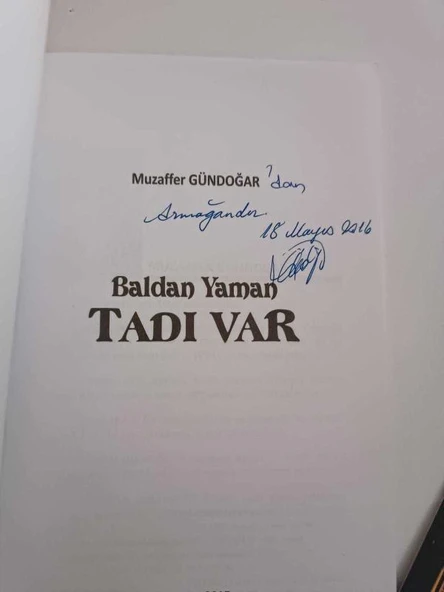 Muzaffer GÜNDOĞAR 'dan
Armağandır
18 Mayıs 2016
Baldan Yaman
TADI VAR